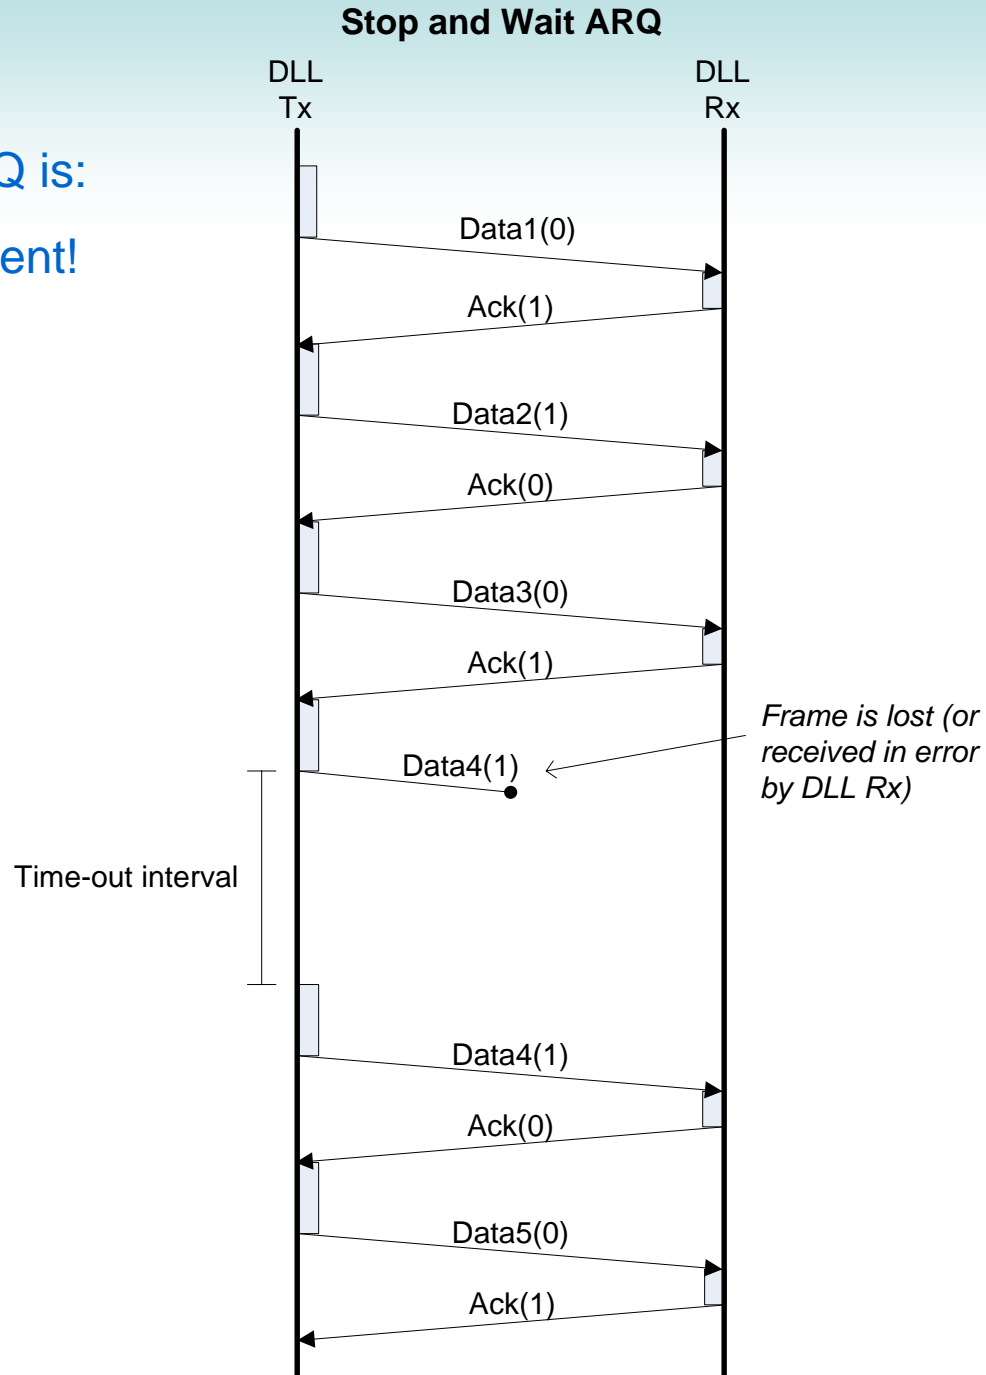 Stop and Wait ARQ
DLL
Tx
DLL
Rx
Q is:
ent!
Data1(0)
Ack(1)
Data2(1)
Ack(0)
Data3(0)
Ack(1)
Frame is lost (or
received in error
by DLL Rx)
Data4(1)
Time-out interval
Data4(1)
Ack(0)
Data5(0)
Ack(1)